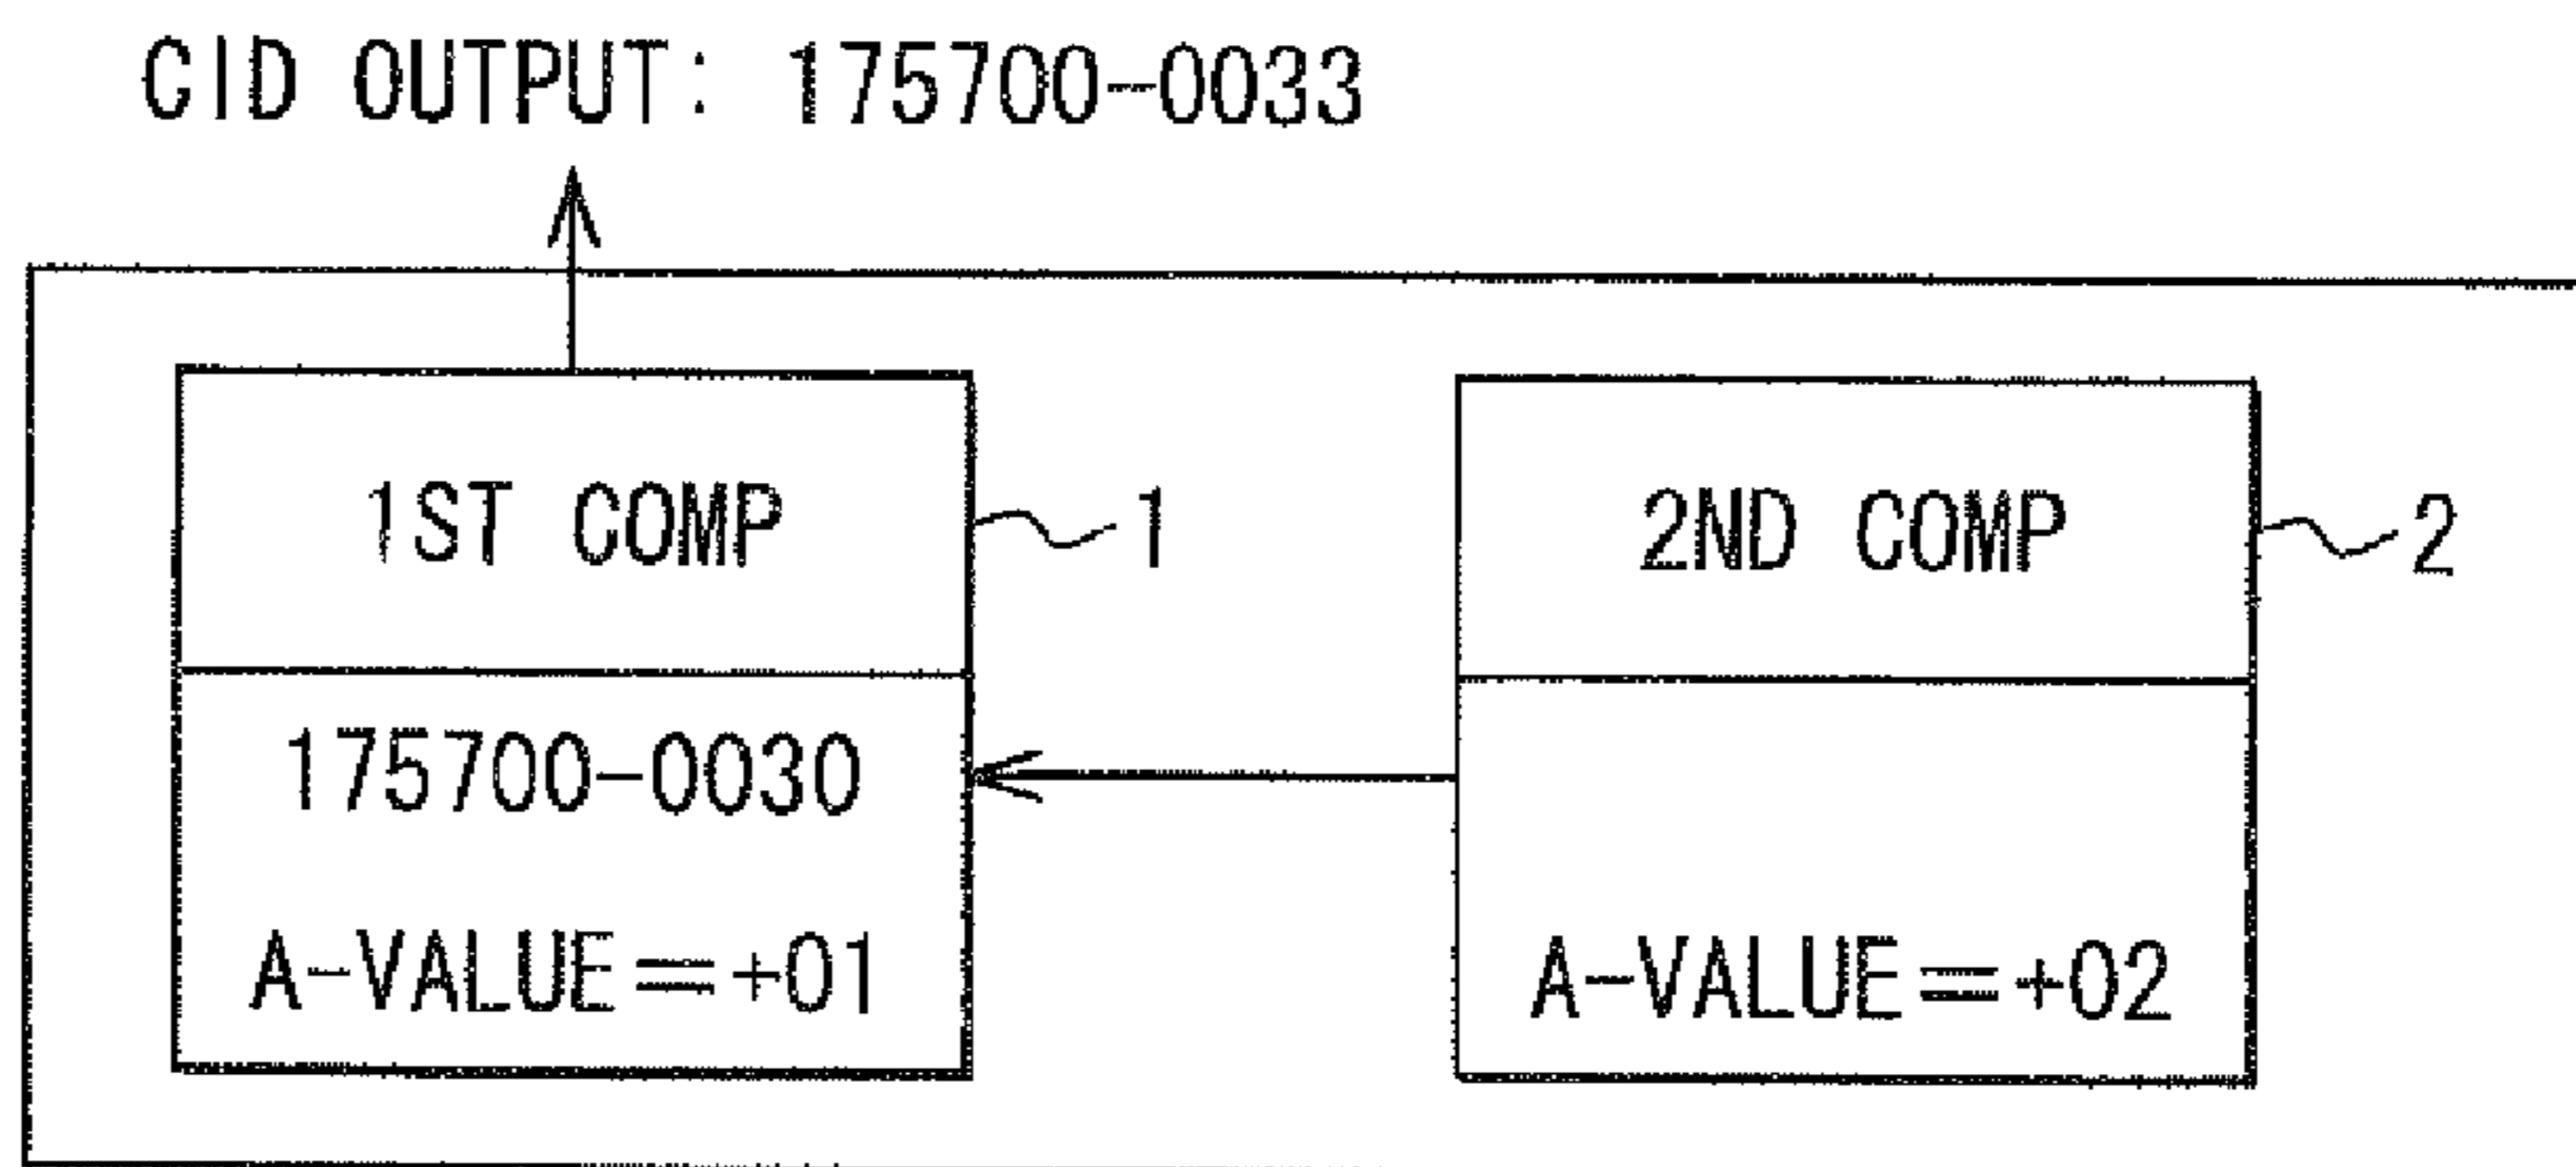 CID OUTPUT: 175700-0033
1ST COMP
1
2ND COMP
2
175700-0030
A-VALUE=+01
A-VALUE=+02